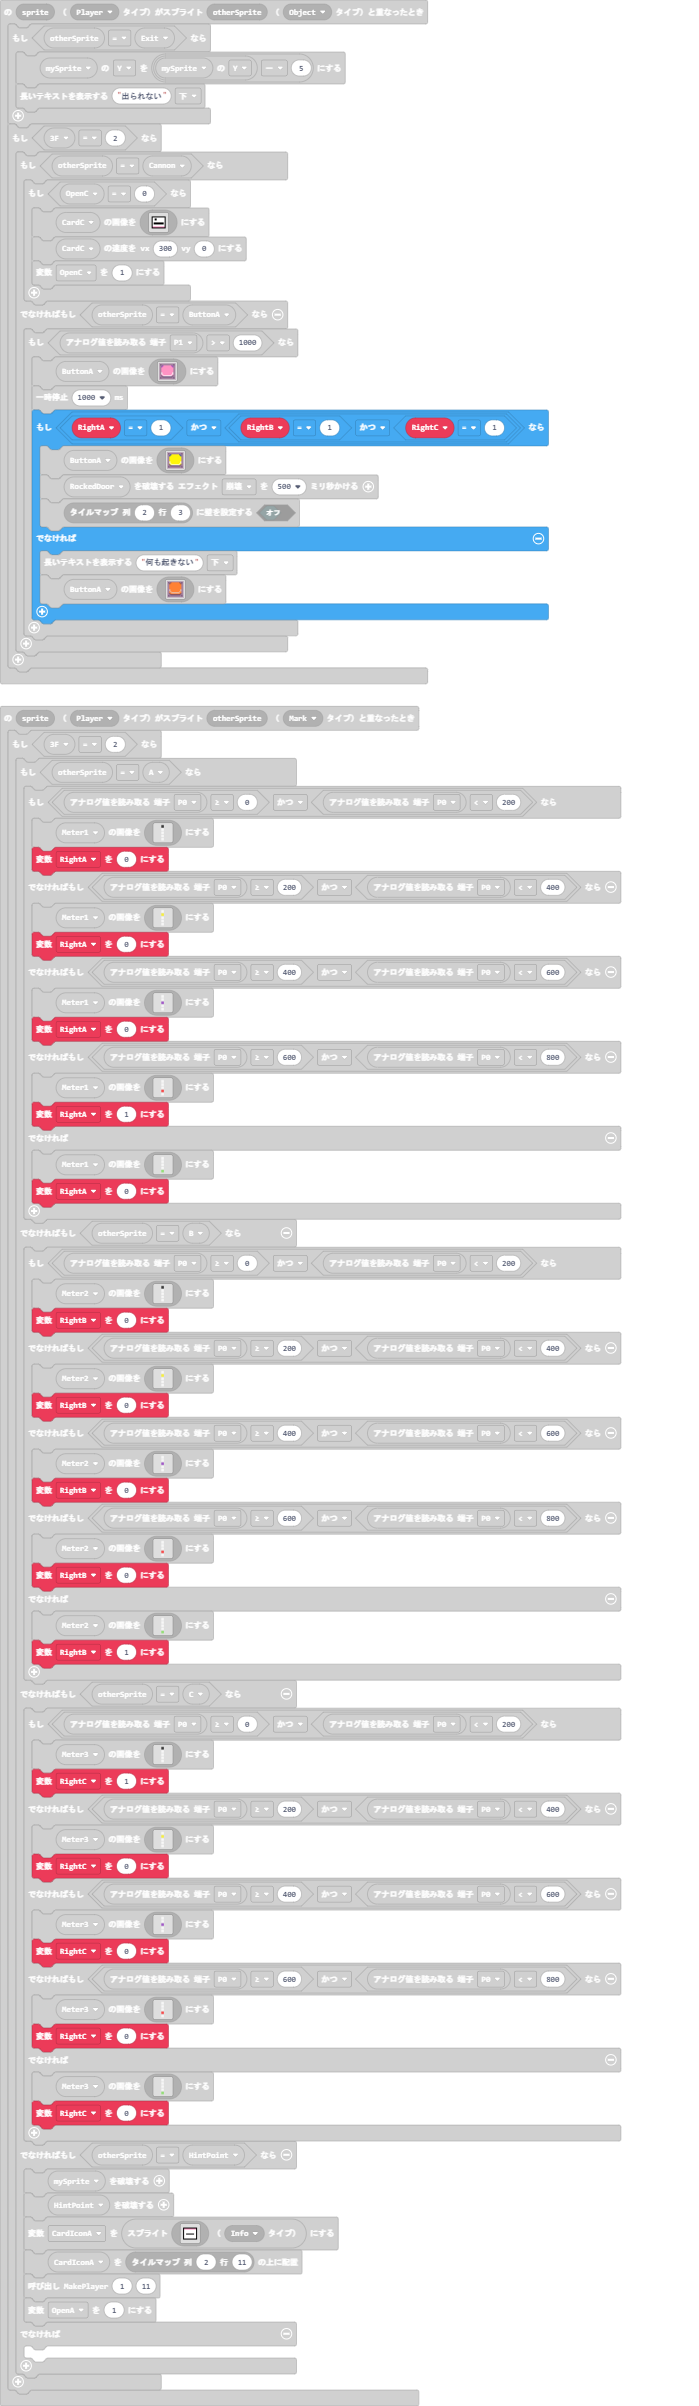 の sprite （ Player タイプ）がスプライト otherSprite （ Object タイプ）と重なったとき
もし otherSprite = Exit なら
mySprite の Y を mySprite の Y - 5 にする
長いテキストを表示する "出られない" 下
もし 3F = 2 なら
もし otherSprite = Cannon なら
もし OpenC = 0 なら
CardC の画像を にする
CardC の速度を vx 300 vy 0 にする
変数 OpenC を 1 にする
でなければもし otherSprite = ButtonA なら
もし アナログ値を読み取る 端子 P1 > 1000 なら
ButtonA の画像を にする
一時停止 1000 ms
もし RightA = 1 かつ RightB = 1 かつ RightC = 1 なら
ButtonA の画像を にする
RockedDoor を破壊する エフェクト 崩壊 を 500 ミリ秒かける
タイルマップ 列 2 行 3 に壁を設定する オフ
でなければ
長いテキストを表示する "何も起きない" 下
ButtonA の画像を にする
の sprite （ Player タイプ）がスプライト otherSprite （ Mark タイプ）と重なったとき
もし 3F = 2 なら
もし otherSprite = A なら
もし アナログ値を読み取る 端子 P0 ≥ 0 かつ アナログ値を読み取る 端子 P0 < 200 なら
Meter1 の画像を にする
変数 RightA を 0 にする
でなければもし アナログ値を読み取る 端子 P0 ≥ 200 かつ アナログ値を読み取る 端子 P0 < 400 なら
Meter1 の画像を にする
変数 RightA を 0 にする
でなければもし アナログ値を読み取る 端子 P0 ≥ 400 かつ アナログ値を読み取る 端子 P0 < 600 なら
Meter1 の画像を にする
変数 RightA を 0 にする
でなければもし アナログ値を読み取る 端子 P0 ≥ 600 かつ アナログ値を読み取る 端子 P0 < 800 なら
Meter1 の画像を にする
変数 RightA を 1 にする
でなければ
Meter1 の画像を にする
変数 RightA を 0 にする
でなければもし otherSprite = B なら
もし アナログ値を読み取る 端子 P0 ≥ 0 かつ アナログ値を読み取る 端子 P0 < 200 なら
Meter2 の画像を にする
変数 RightB を 0 にする
でなければもし アナログ値を読み取る 端子 P0 ≥ 200 かつ アナログ値を読み取る 端子 P0 < 400 なら
Meter2 の画像を にする
変数 RightB を 0 にする
でなければもし アナログ値を読み取る 端子 P0 ≥ 400 かつ アナログ値を読み取る 端子 P0 < 600 なら
Meter2 の画像を にする
変数 RightB を 0 にする
でなければもし アナログ値を読み取る 端子 P0 ≥ 600 かつ アナログ値を読み取る 端子 P0 < 800 なら
Meter2 の画像を にする
変数 RightB を 0 にする
でなければ
Meter2 の画像を にする
変数 RightB を 1 にする
でなければもし otherSprite = C なら
もし アナログ値を読み取る 端子 P0 ≥ 0 かつ アナログ値を読み取る 端子 P0 < 200 なら
Meter3 の画像を にする
変数 RightC を 1 にする
でなければもし アナログ値を読み取る 端子 P0 ≥ 200 かつ アナログ値を読み取る 端子 P0 < 400 なら
Meter3 の画像を にする
変数 RightC を 0 にする
でなければもし アナログ値を読み取る 端子 P0 ≥ 400 かつ アナログ値を読み取る 端子 P0 < 600 なら
Meter3 の画像を にする
変数 RightC を 0 にする
でなければもし アナログ値を読み取る 端子 P0 ≥ 600 かつ アナログ値を読み取る 端子 P0 < 800 なら
Meter3 の画像を にする
変数 RightC を 0 にする
でなければ
Meter3 の画像を にする
変数 RightC を 0 にする
でなければもし otherSprite = HintPoint なら
mySprite を破壊する
HintPoint を破壊する
変数 CardIconA を スプライト （ Info タイプ） にする
CardIconA を タイルマップ 列 2 行 11 の上に配置
呼び出し MakePlayer 1 11
変数 OpenA を 1 にする
でなければ